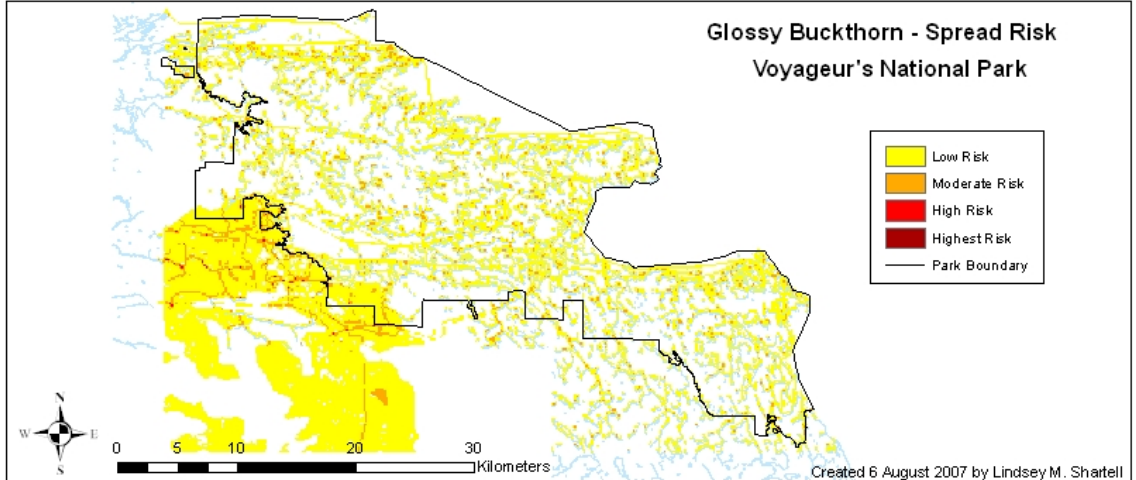 Glossy Buckthorn - Spread Risk
Voyageur's National Park
Low Risk
Moderate Risk
High Risk
Highest Risk
Park Boundary
N
W E
S
0 5 10 20 30
Kilometers
Created 6 August 2007 by Lindsey M. Shartell